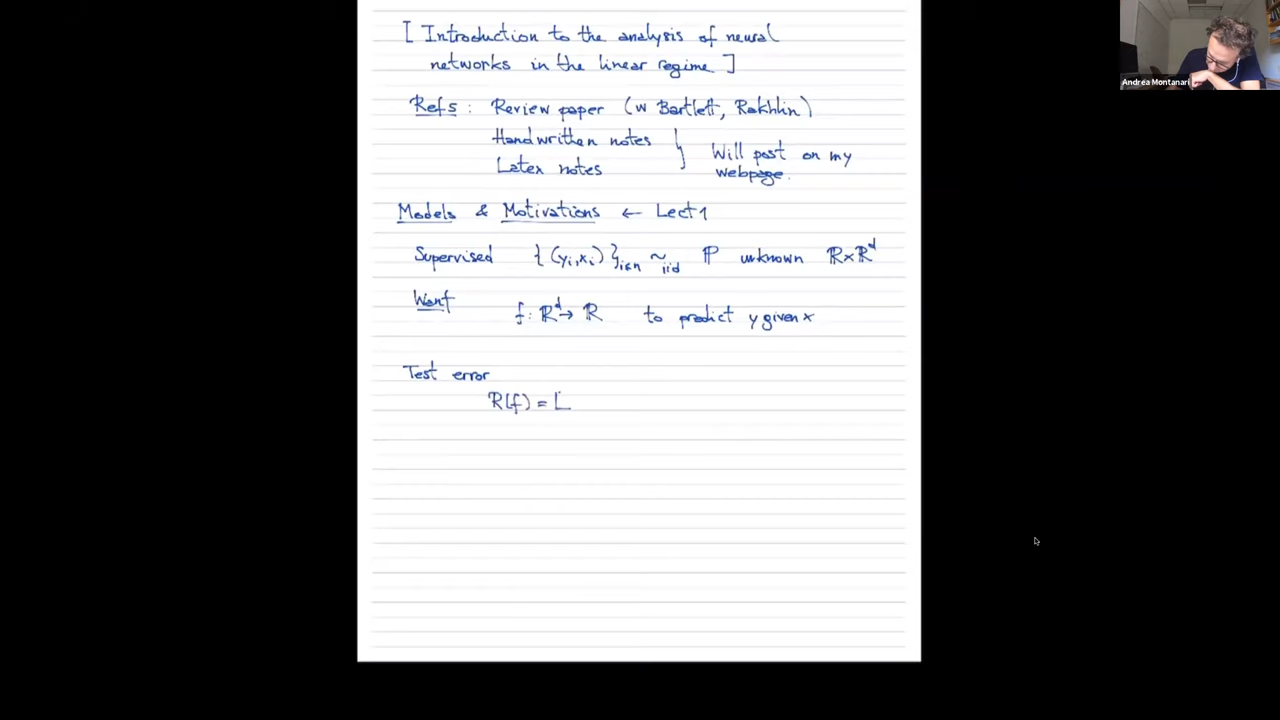 [ Introduction to the analysis of neural
networks in the linear regime ]
Refs : Review paper (w Bartlett, Rakhlin)
Handwritten notes
Latex notes
} Will post on my
webpage.
Models & Motivations ← Lect 1
Supervised { (yᵢ,xᵢ) }ᵢ≤ₙ ~iid ℙ unknown ℝ×ℝᵈ
Want
f: ℝᵈ→ ℝ to predict y given x
Test error
R(f) =
Andrea Montanari